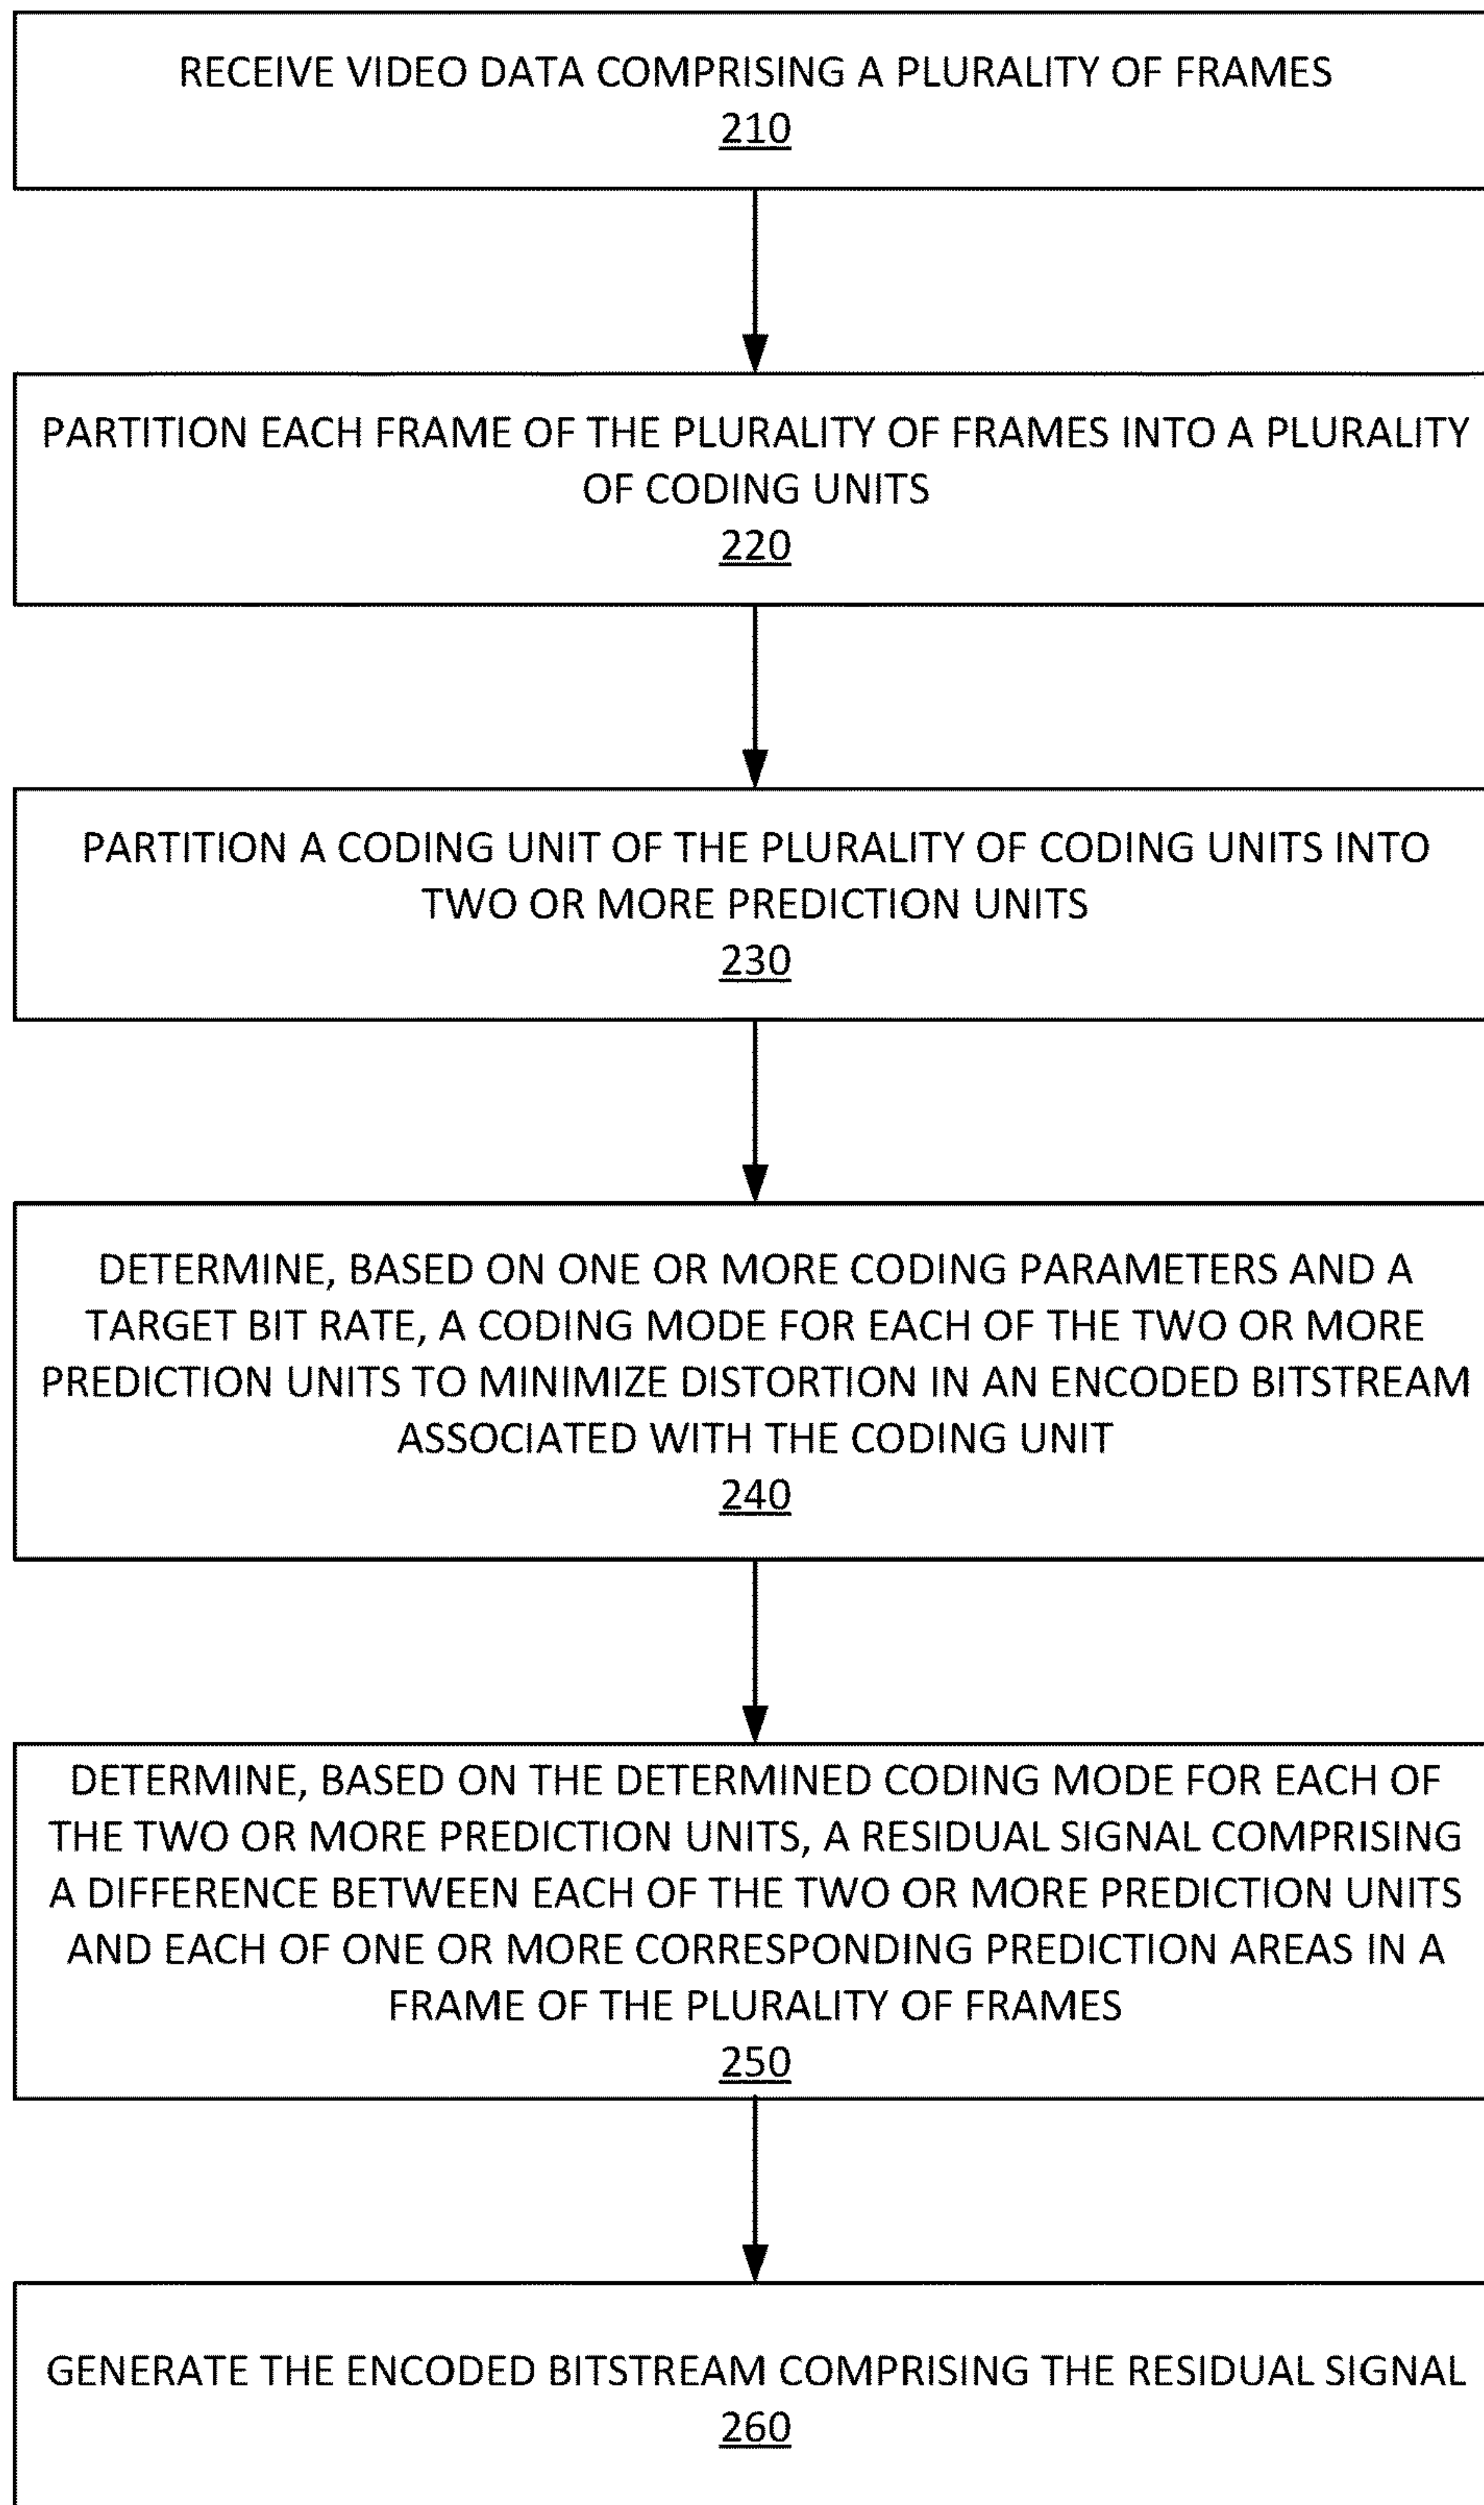 RECEIVE VIDEO DATA COMPRISING A PLURALITY OF FRAMES
210
PARTITION EACH FRAME OF THE PLURALITY OF FRAMES INTO A PLURALITY
OF CODING UNITS
220
PARTITION A CODING UNIT OF THE PLURALITY OF CODING UNITS INTO
TWO OR MORE PREDICTION UNITS
230
DETERMINE, BASED ON ONE OR MORE CODING PARAMETERS AND A
TARGET BIT RATE, A CODING MODE FOR EACH OF THE TWO OR MORE
PREDICTION UNITS TO MINIMIZE DISTORTION IN AN ENCODED BITSTREAM
ASSOCIATED WITH THE CODING UNIT
240
DETERMINE, BASED ON THE DETERMINED CODING MODE FOR EACH OF
THE TWO OR MORE PREDICTION UNITS, A RESIDUAL SIGNAL COMPRISING
A DIFFERENCE BETWEEN EACH OF THE TWO OR MORE PREDICTION UNITS
AND EACH OF ONE OR MORE CORRESPONDING PREDICTION AREAS IN A
FRAME OF THE PLURALITY OF FRAMES
250
GENERATE THE ENCODED BITSTREAM COMPRISING THE RESIDUAL SIGNAL
260